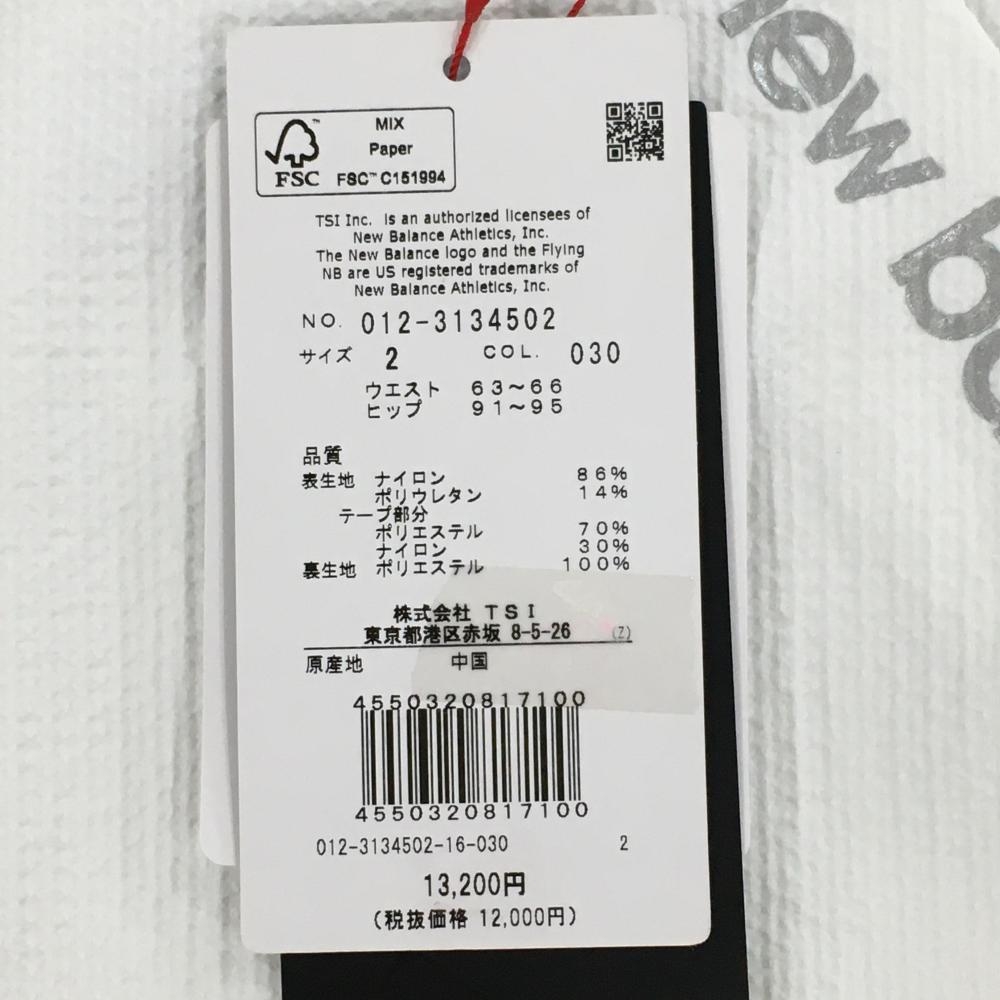 new ba
MIX
Paper
FSC
FSC™ C151994
TSI Inc. is an authorized licensees of
New Balance Athletics, Inc.
The New Balance logo and the Flying
NB are US registered trademarks of
New Balance Athletics, Inc.
NO. 012-3134502
サイズ 2 COL. 030
ウエスト 63~66
ヒップ 91~95
品質
表生地 ナイロン 86%
ポリウレタン 14%
テープ部分
ポリエステル 70%
ナイロン 30%
裏生地 ポリエステル 100%
株式会社 TSI
東京都港区赤坂 8-5-26 (Z)
原産地 中国
4550320817100
4550320817100
012-3134502-16-030 2
13,200円
(税抜価格 12,000円)